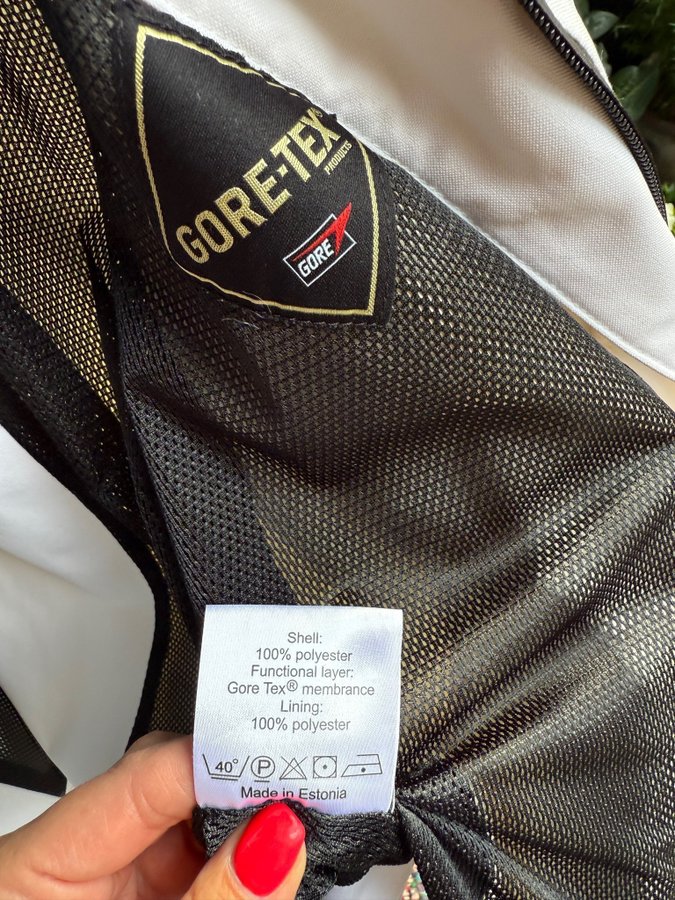 GORE-TEX®
PRODUCTS
GORE
Shell:
100% polyester
Functional layer:
Gore Tex® membrance
Lining:
100% polyester
40° P
Made in Estonia